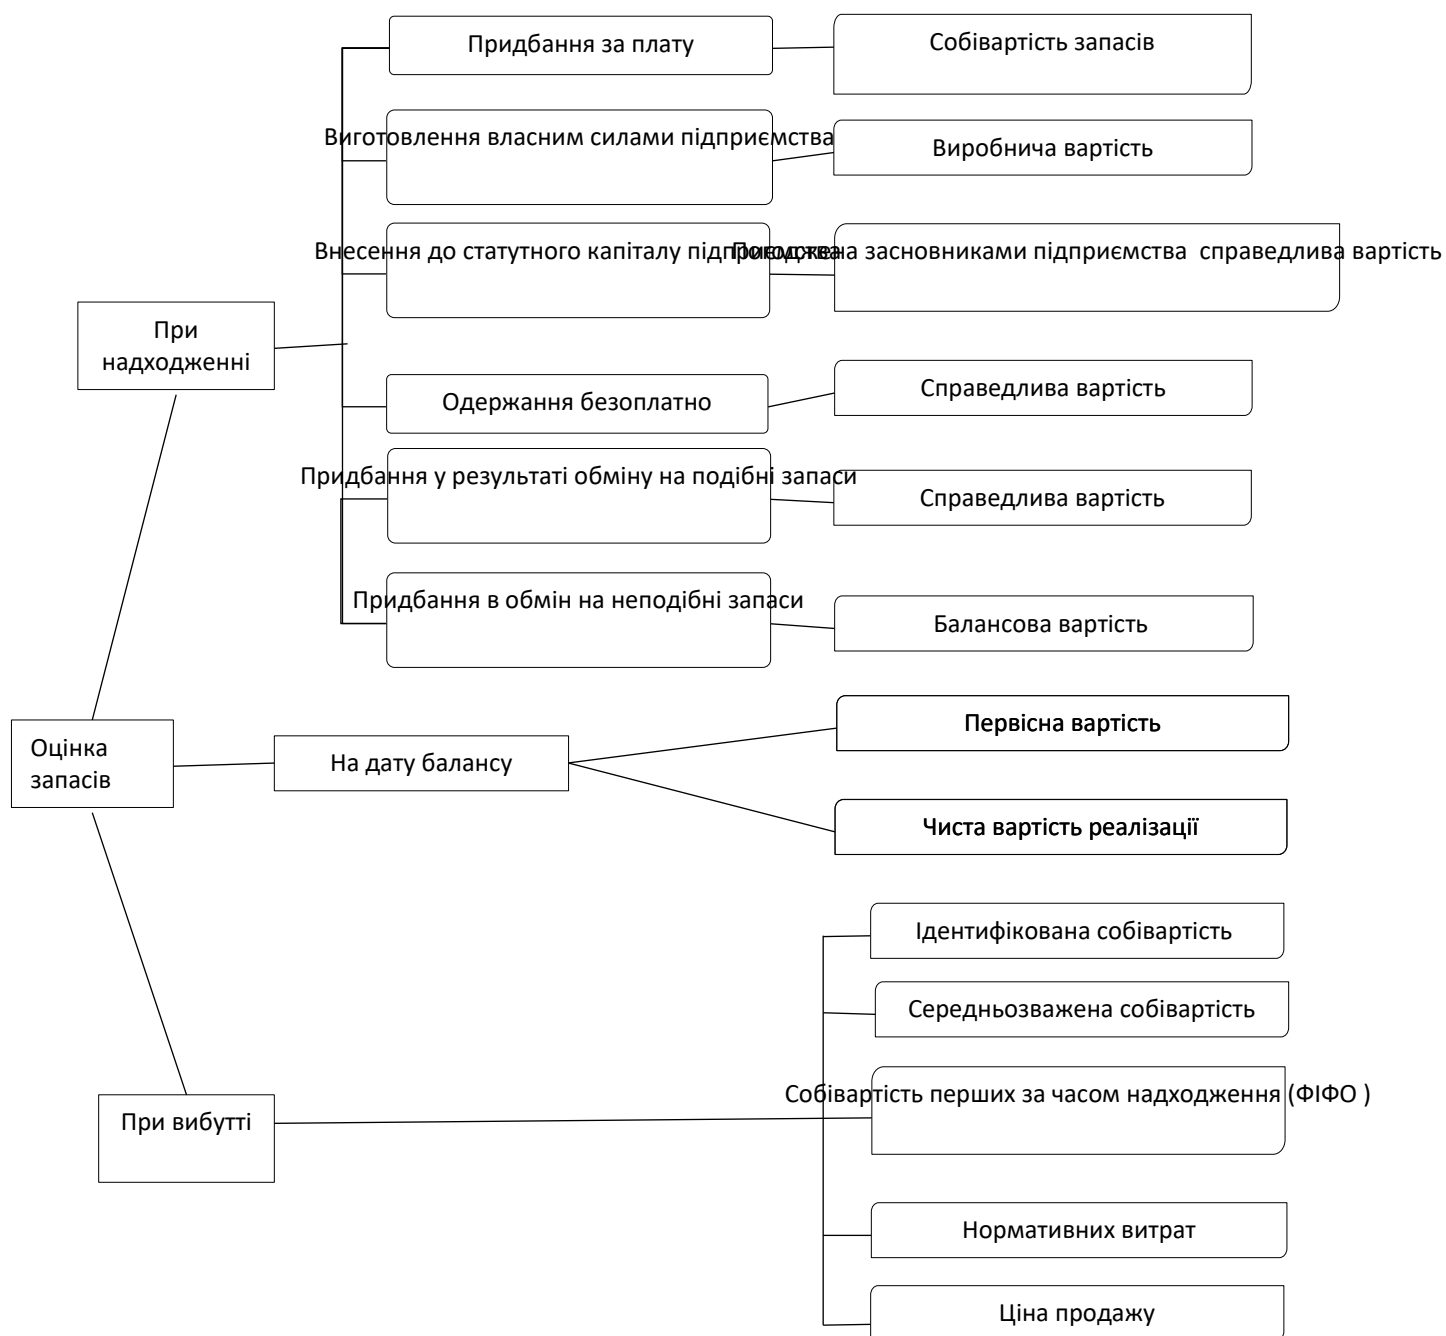 Придбання за плату
Собівартість запасів
Виготовлення власним силами підприємства
Виробнича вартість
Внесення до статутного капіталу підприємства
Погоджена засновниками підприємства справедлива вартість
При
надходженні
Одержання безоплатно
Справедлива вартість
Придбання у результаті обміну на подібні запаси
Справедлива вартість
Придбання в обмін на неподібні запаси
Балансова вартість
Первісна вартість
Оцінка
запасів
На дату балансу
Чиста вартість реалізації
Ідентифікована собівартість
Середньозважена собівартість
Собівартість перших за часом надходження (ФІФО )
При вибутті
Нормативних витрат
Ціна продажу